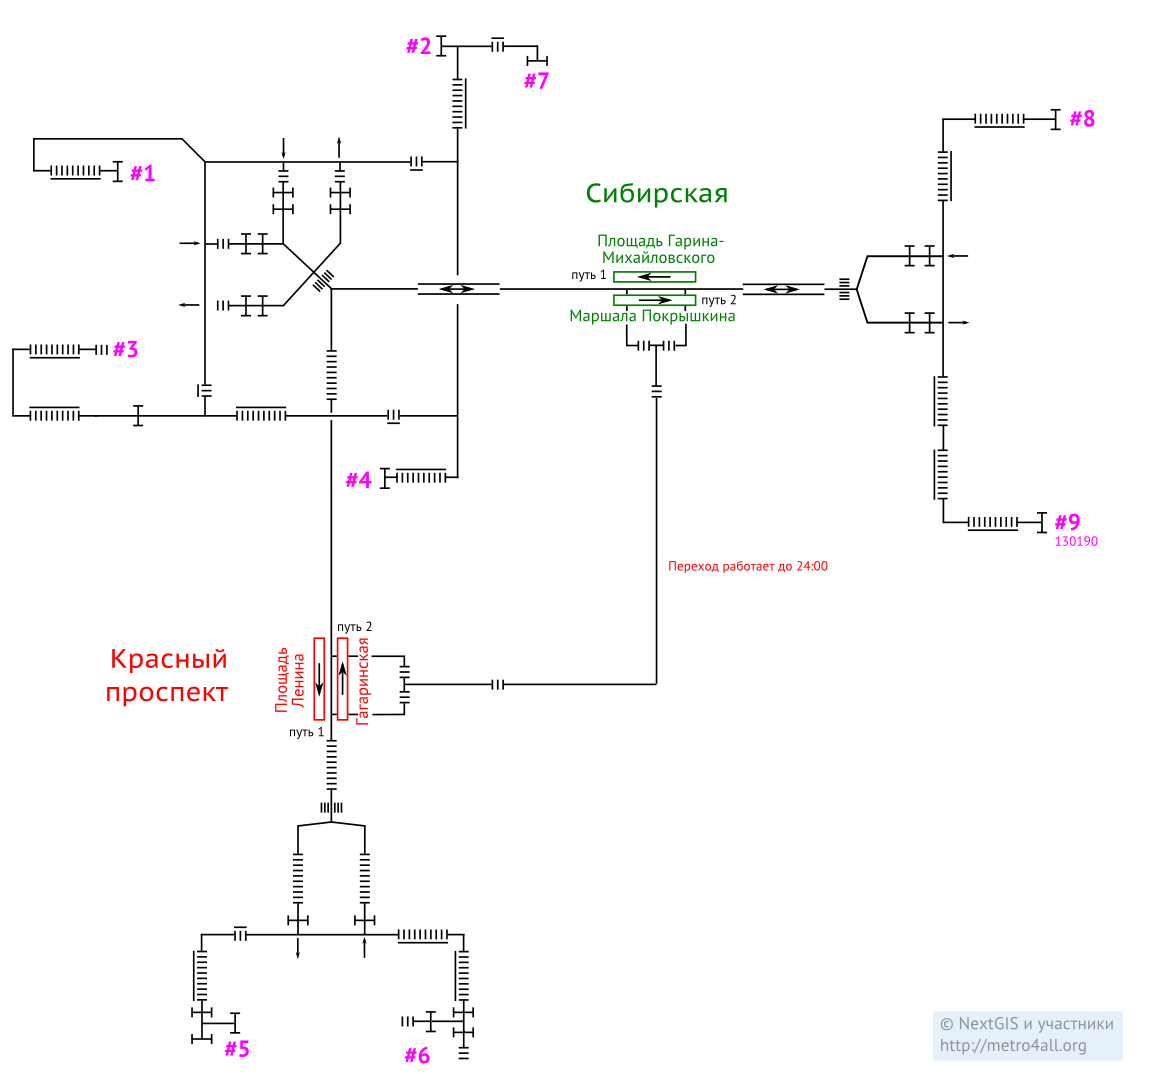 #2
#7
#8
#1
Сибирская
Площадь Гарина-
Михайловского
путь 1
путь 2
Маршала Покрышкина
#3
#4
#9
130190
Переход работает до 24:00
путь 2
Красный
проспект
Площадь
Ленина
Гагаринская
путь 1
#5
#6
© NextGIS и участники
http://metro4all.org